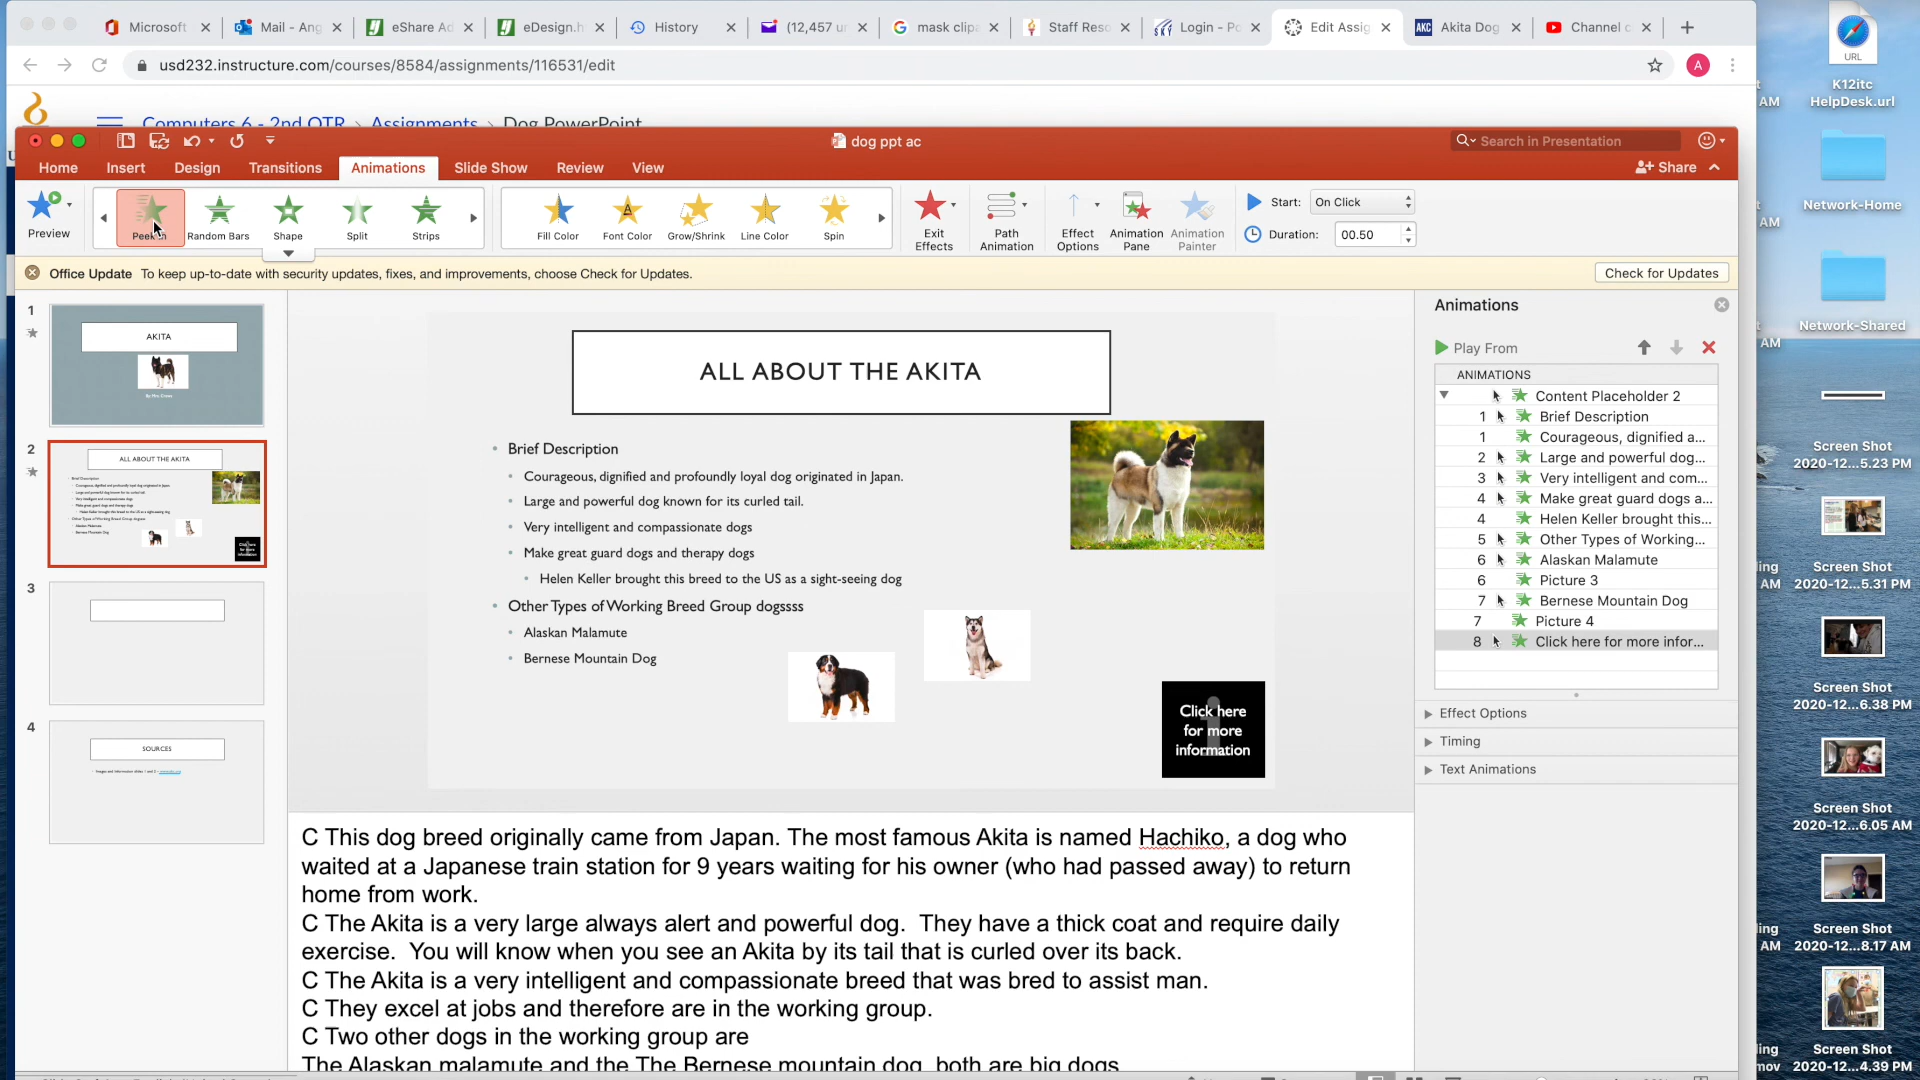 Microsoft
Mail - Ang
eShare Ad
eDesign.h
History
(12,457 un
mask clipa
Staff Reso
Login - Po
Edit Assig
AKC
Akita Dog
Channel c
usd232.instructure.com/courses/8584/assignments/116531/edit
A
Computers 6 - 2nd QTR > Assignments > Dog PowerPoint
dog ppt ac
Search in Presentation
Home
Insert
Design
Transitions
Animations
Slide Show
Review
View
Share
Preview
Random Bars
Shape
Split
Strips
Fill Color
Font Color
Grow/Shrink
Line Color
Spin
Exit
Effects
Path
Animation
Effect
Options
Animation
Pane
Animation
Painter
Start:
On Click
Duration:
00.50
Office Update To keep up-to-date with security updates, fixes, and improvements, choose Check for Updates.
Check for Updates
1
AKITA
By Mrs. Crews
2
3
4
SOURCES
ALL ABOUT THE AKITA
• Brief Description
• Courageous, dignified and profoundly loyal dog originated in Japan.
• Large and powerful dog known for its curled tail.
• Very intelligent and compassionate dogs
• Make great guard dogs and therapy dogs
• Helen Keller brought this breed to the US as a sight-seeing dog
• Other Types of Working Breed Group dogssss
• Alaskan Malamute
• Bernese Mountain Dog
Click here
for more
information
Animations
Play From
ANIMATIONS
Content Placeholder 2
1 Brief Description
1 Courageous, dignified a...
2 Large and powerful dog...
3 Very intelligent and com...
4 Make great guard dogs a...
4 Helen Keller brought this...
5 Other Types of Working...
6 Alaskan Malamute
6 Picture 3
7 Bernese Mountain Dog
7 Picture 4
8 Click here for more infor...
Effect Options
Timing
Text Animations
C This dog breed originally came from Japan. The most famous Akita is named Hachiko, a dog who
waited at a Japanese train station for 9 years waiting for his owner (who had passed away) to return
home from work.
C The Akita is a very large always alert and powerful dog. They have a thick coat and require daily
exercise. You will know when you see an Akita by its tail that is curled over its back.
C The Akita is a very intelligent and compassionate breed that was bred to assist man.
C They excel at jobs and therefore are in the working group.
C Two other dogs in the working group are
The Alaskan malamute and the The Bernese mountain dog, both are big dogs
URL
K12itc
HelpDesk.url
Network-Home
Network-Shared
Screen Shot
2020-12...5.23 PM
Screen Shot
2020-12...5.31 PM
Screen Shot
2020-12...6.38 PM
Screen Shot
2020-12...6.05 AM
Screen Shot
2020-12...8.17 AM
Screen Shot
2020-12...4.39 PM